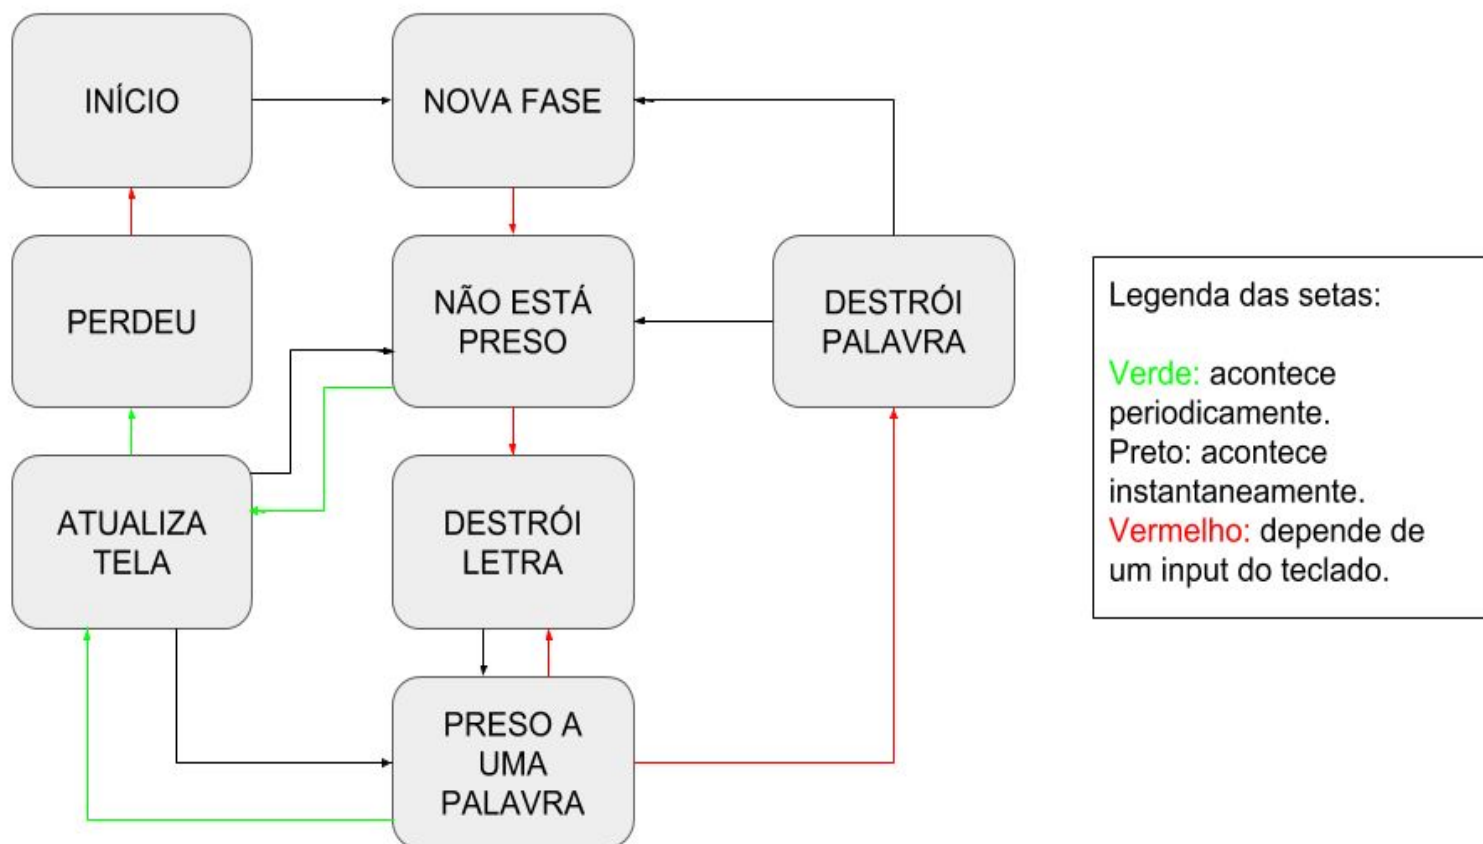 INÍCIO
NOVA FASE
PERDEU
NÃO ESTÁ
PRESO
DESTRÓI
PALAVRA
ATUALIZA
TELA
DESTRÓI
LETRA
PRESO A
UMA
PALAVRA
Legenda das setas:
Verde: acontece
periodicamente.
Preto: acontece
instantaneamente.
Vermelho: depende de
um input do teclado.